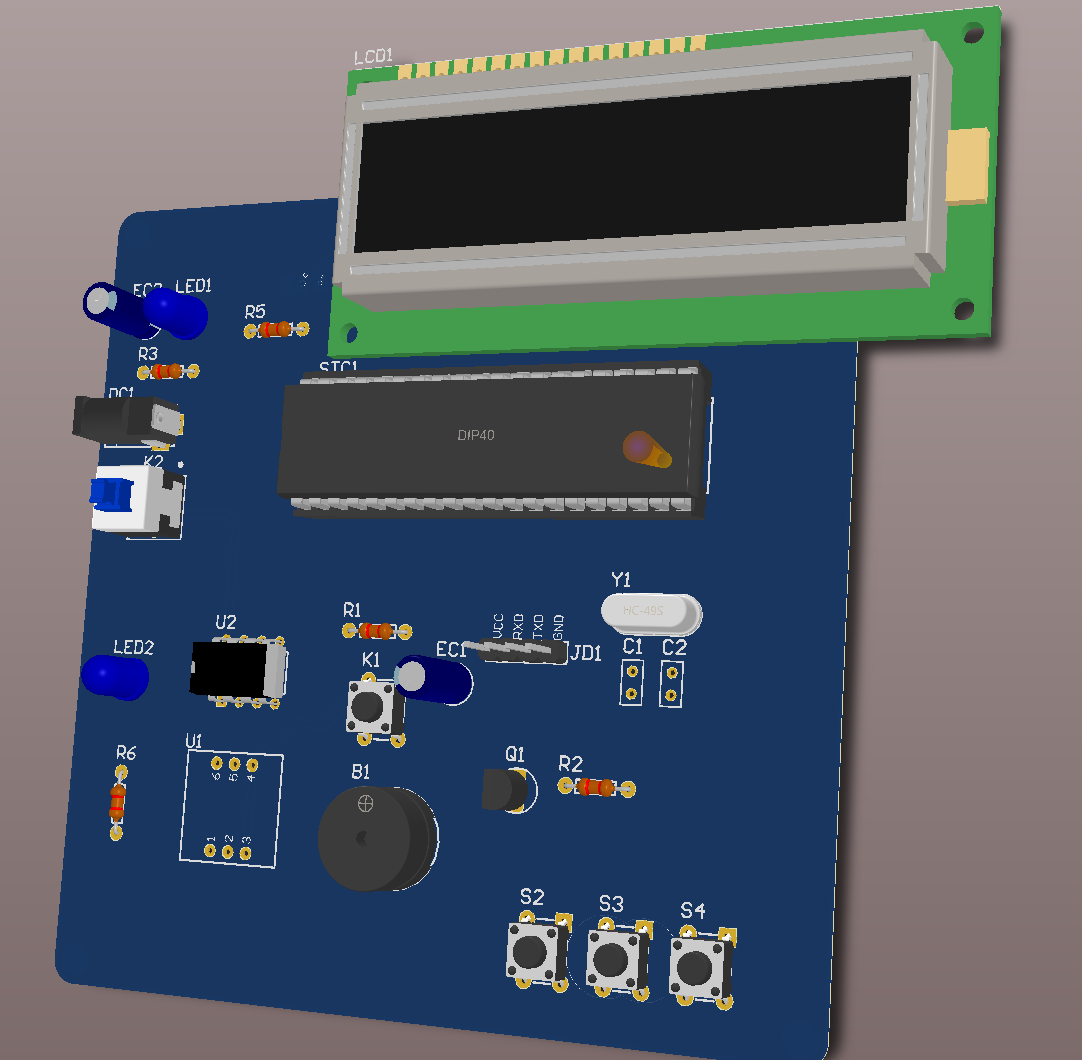 LCD1
LED1
R5
R3
STC1
DC1
DIP40
K2
Y1
HC-49S
VCC
RXD
TXD
GND
R1
U2
EC1
JD1
C1
C2
LED2
K1
U1
6
5
4
R6
Q1
R2
B1
1
2
3
S2
S3
S4